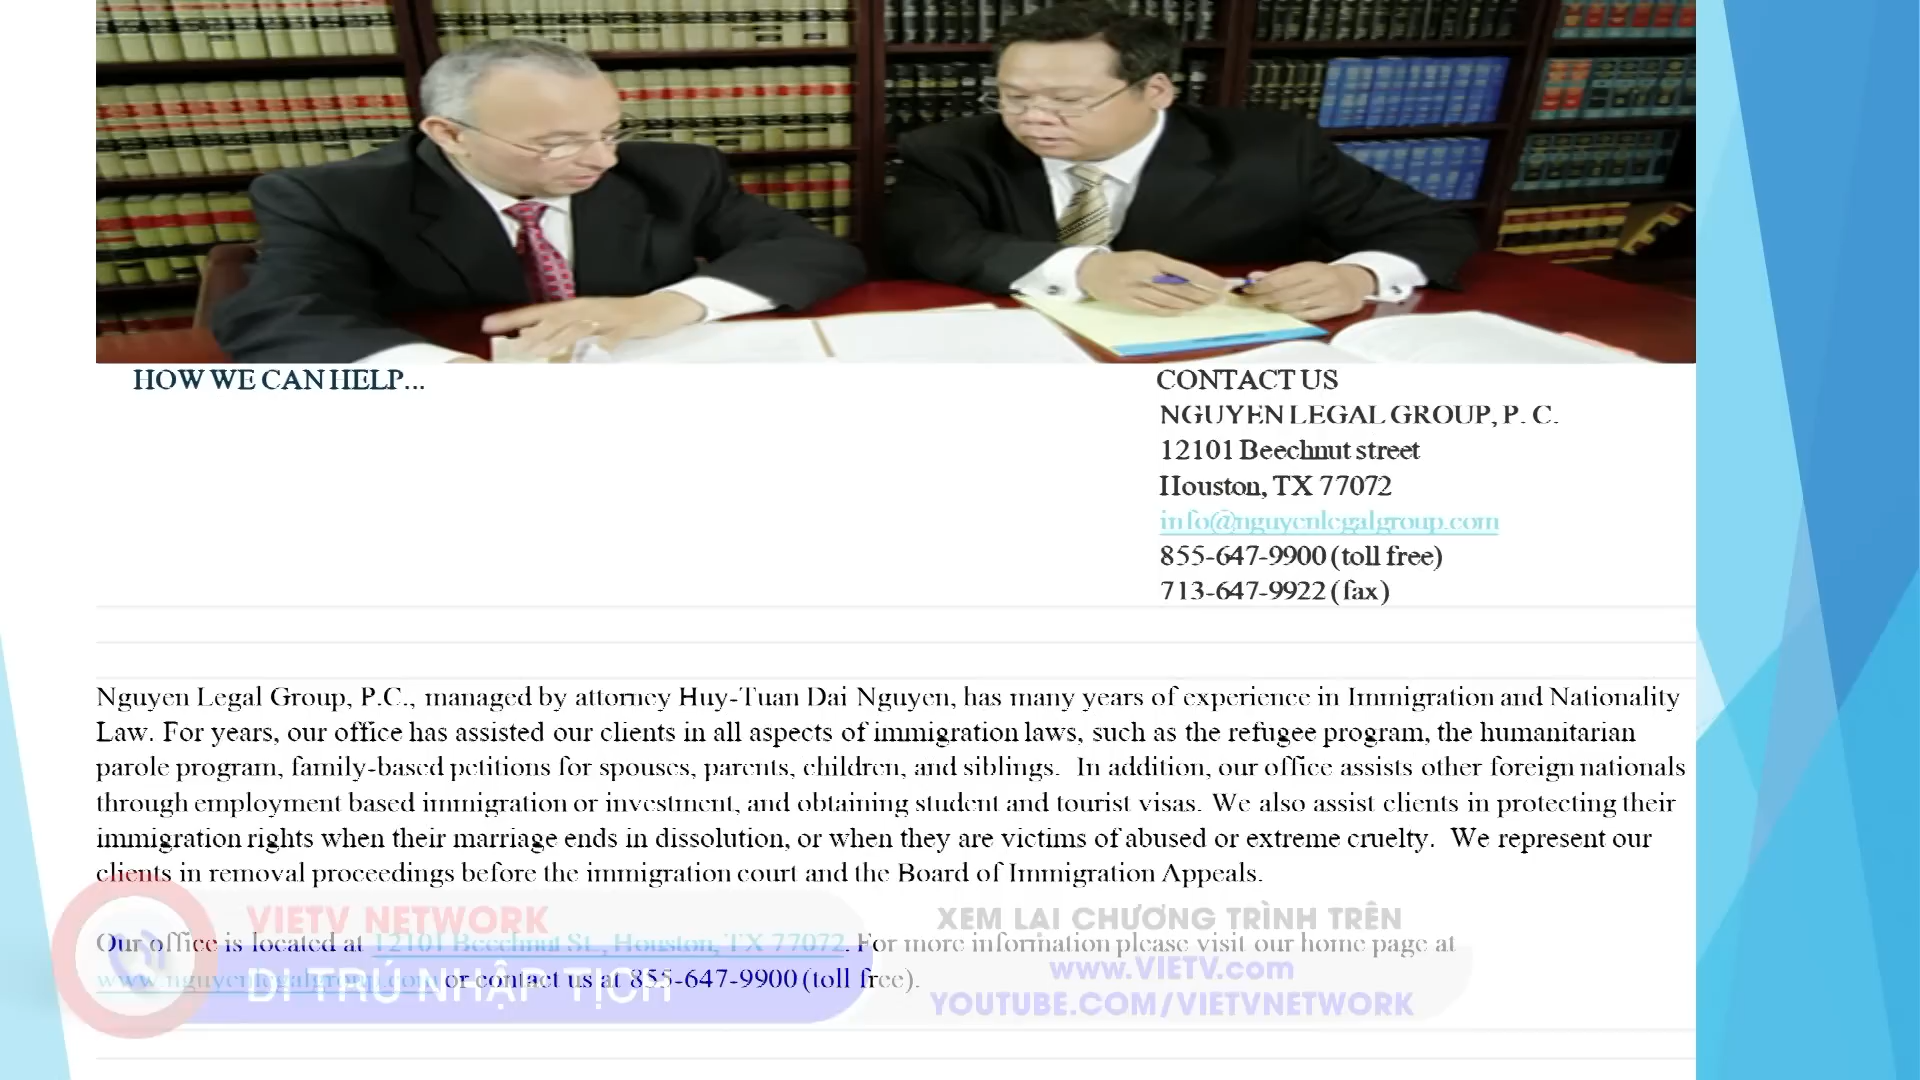 HOW WE CAN HELP...
CONTACT US
NGUYEN LEGAL GROUP, P. C.
12101 Beechnut street
Houston, TX 77072
info@nguyenlegalgroup.com
855-647-9900 (toll free)
713-647-9922 (fax)
Nguyen Legal Group, P.C., managed by attorney Huy-Tuan Dai Nguyen, has many years of experience in Immigration and Nationality
Law. For years, our office has assisted our clients in all aspects of immigration laws, such as the refugee program, the humanitarian
parole program, family-based petitions for spouses, parents, children, and siblings. In addition, our office assists other foreign nationals
through employment based immigration or investment, and obtaining student and tourist visas. We also assist clients in protecting their
immigration rights when their marriage ends in dissolution, or when they are victims of abused or extreme cruelty. We represent our
clients in removal proceedings before the immigration court and the Board of Immigration Appeals.
Our office is located at 12101 Beechnut St., Houston, TX 77072. For more information please visit our home page at
www.nguyenlegalgroup.com or contact us at 855-647-9900 (toll free).
VIETV NETWORK
DI TRÚ NHẬP TỊCH
XEM LẠI CHƯƠNG TRÌNH TRÊN
www.VIETV.com
YOUTUBE.COM/VIETVNETWORK